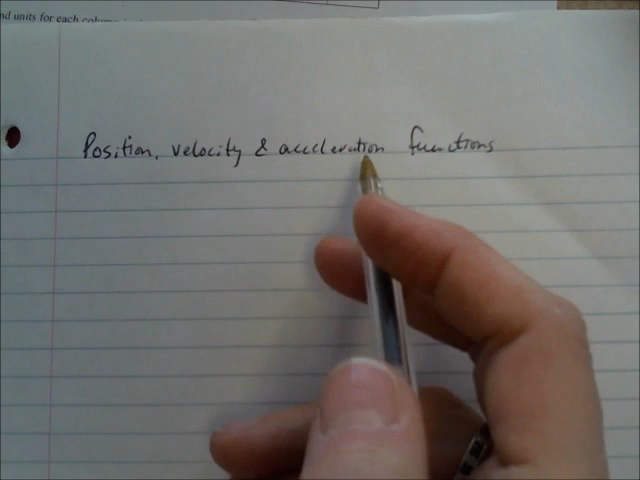 nd units for each colum
Position, velocity & acceleration functions